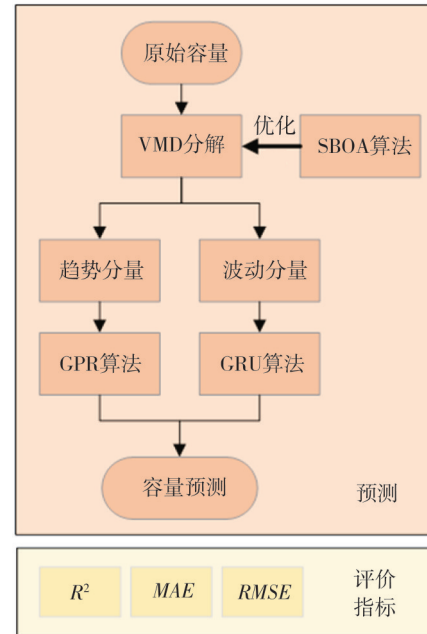 原始容量
优化
VMD分解
SBOA算法
趋势分量
波动分量
GPR算法
GRU算法
容量预测
预测
R²
MAE
RMSE
评价
指标